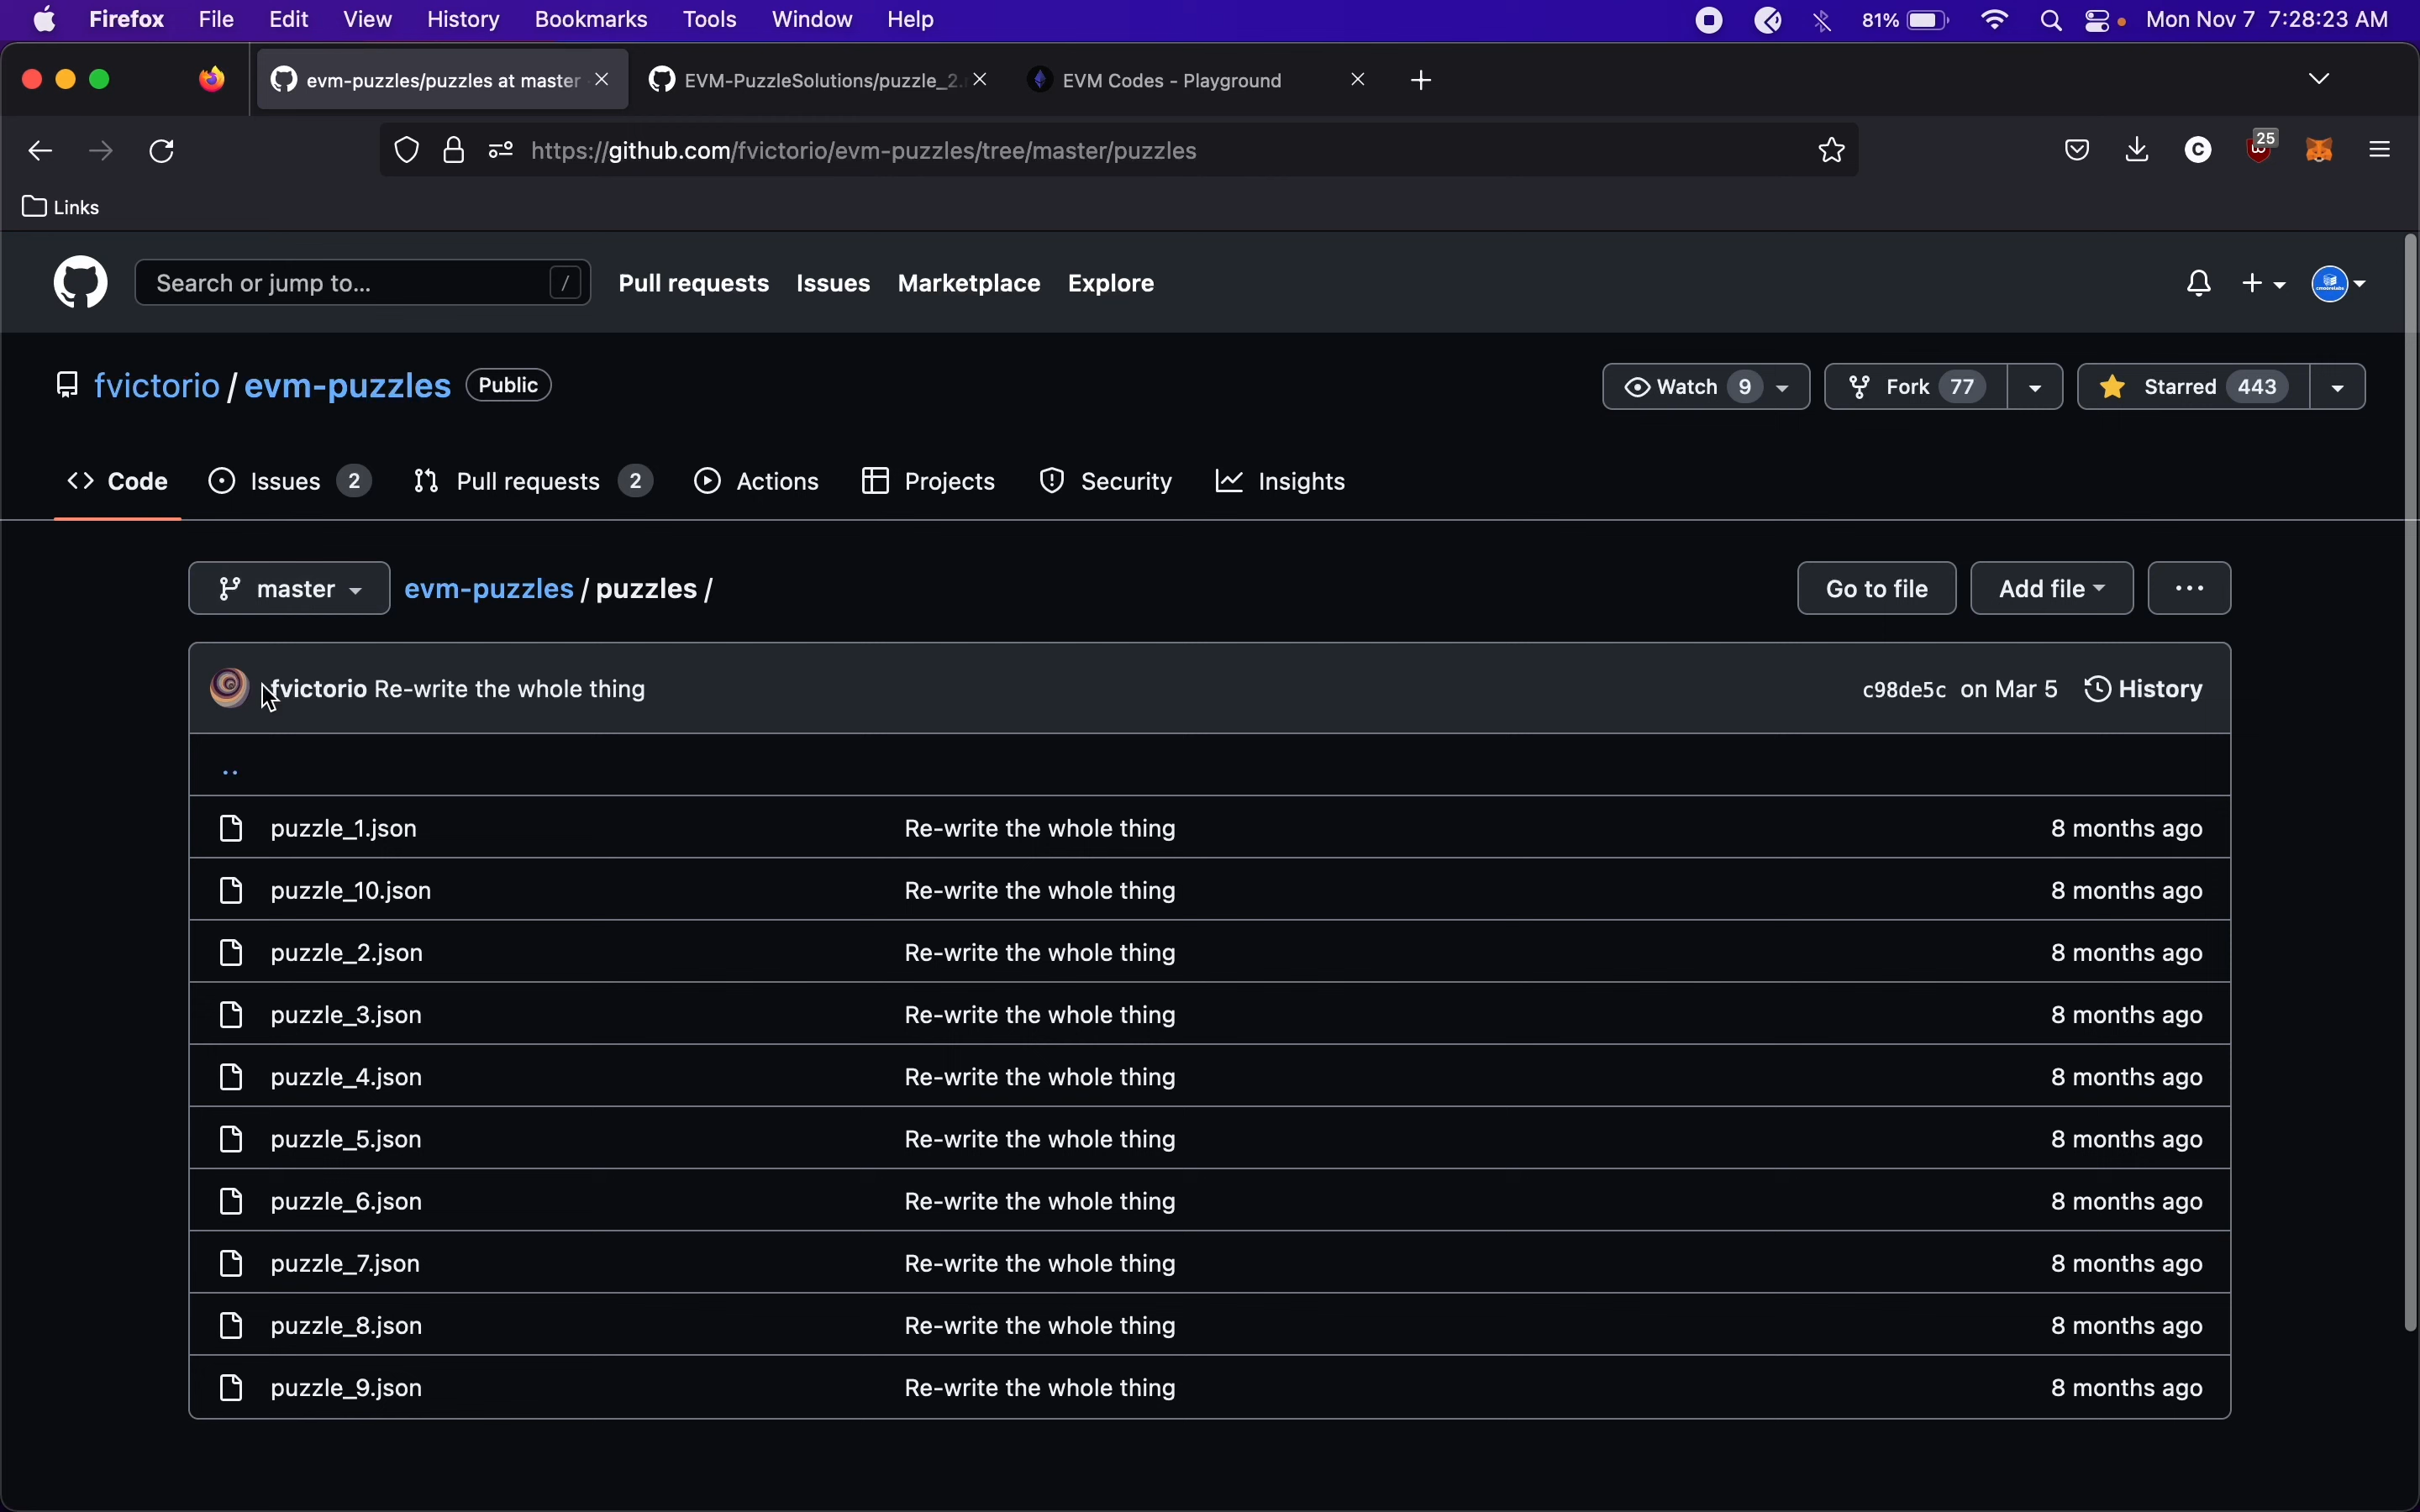 Firefox File Edit View History Bookmarks Tools Window Help 81% Mon Nov 7 7:28:23 AM
evm-puzzles/puzzles at master EVM-PuzzleSolutions/puzzle_2. EVM Codes - Playground
https://github.com/fvictorio/evm-puzzles/tree/master/puzzles C 25
Links
Search or jump to... / Pull requests Issues Marketplace Explore
fvictorio / evm-puzzles Public Watch 9 Fork 77 Starred 443
Code Issues 2 Pull requests 2 Actions Projects Security Insights
master evm-puzzles / puzzles / Go to file Add file ...
fvictorio Re-write the whole thing c98de5c on Mar 5 History
..
puzzle_1.json Re-write the whole thing 8 months ago
puzzle_10.json Re-write the whole thing 8 months ago
puzzle_2.json Re-write the whole thing 8 months ago
puzzle_3.json Re-write the whole thing 8 months ago
puzzle_4.json Re-write the whole thing 8 months ago
puzzle_5.json Re-write the whole thing 8 months ago
puzzle_6.json Re-write the whole thing 8 months ago
puzzle_7.json Re-write the whole thing 8 months ago
puzzle_8.json Re-write the whole thing 8 months ago
puzzle_9.json Re-write the whole thing 8 months ago